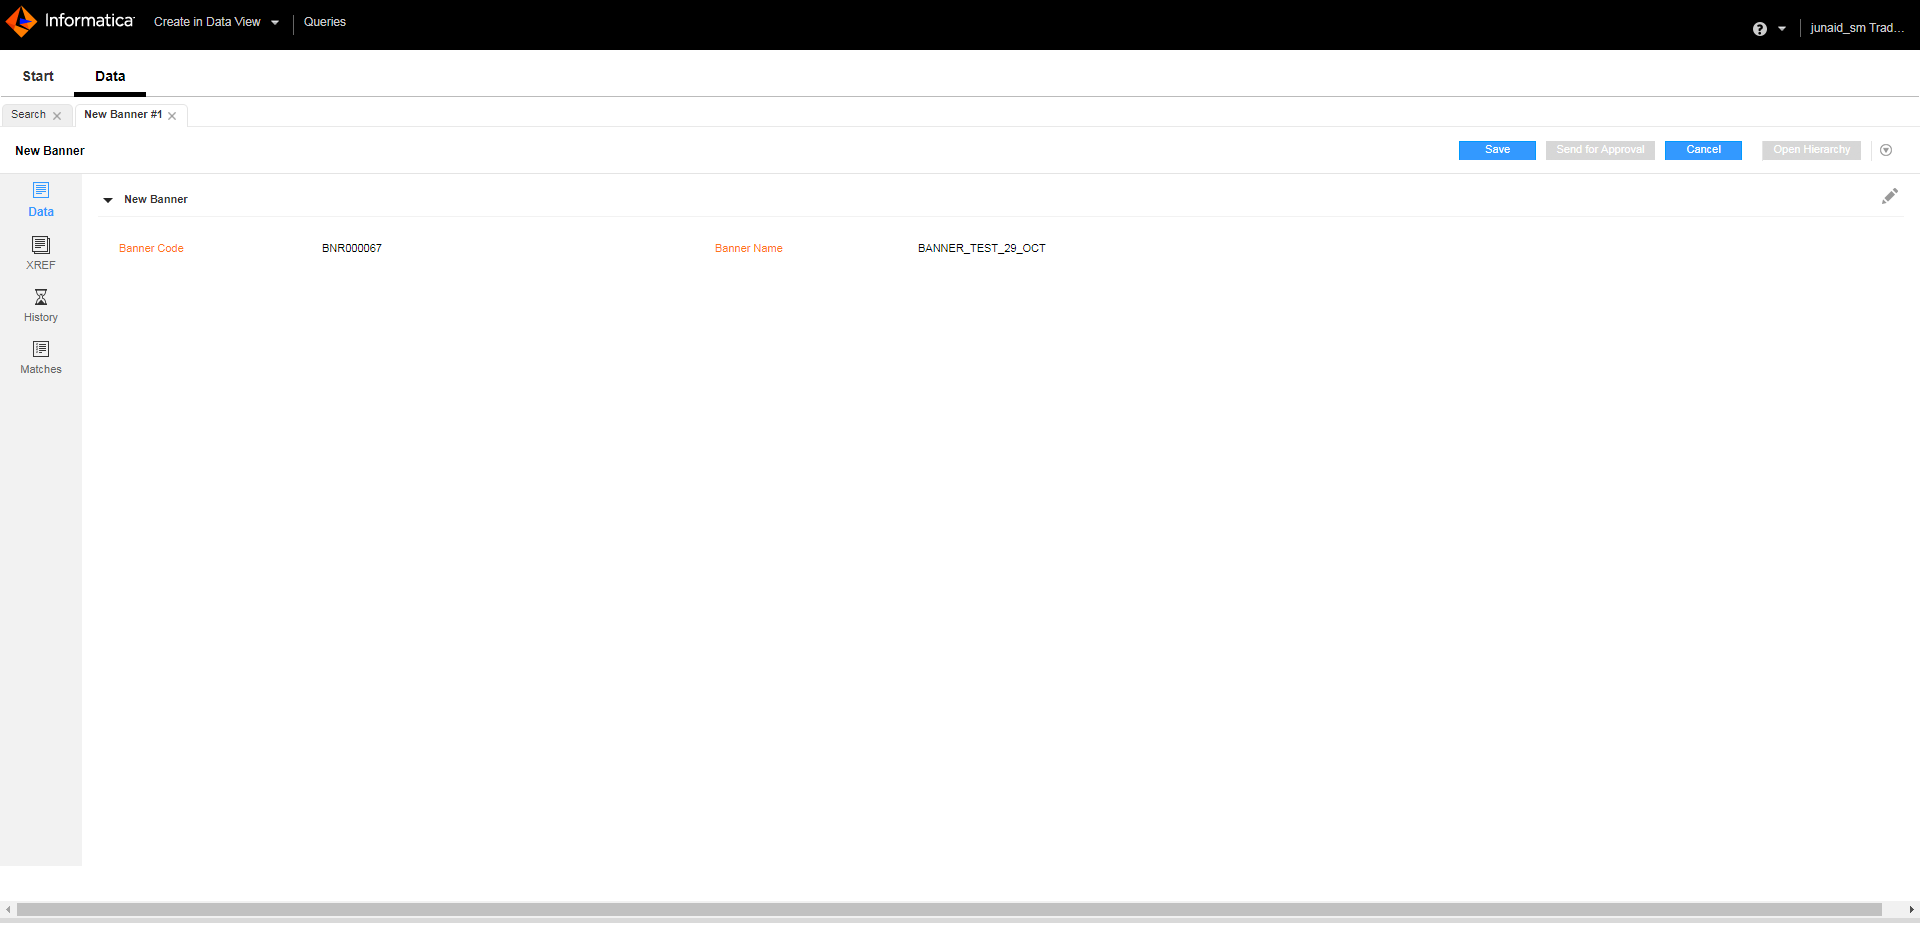 Informatica Create in Data View Queries
junaid_sm Trad...
Start Data
Search New Banner #1
New Banner Save Send for Approval Cancel Open Hierarchy
Data
XREF
History
Matches
New Banner
Banner Code BNR000067 Banner Name BANNER_TEST_29_OCT